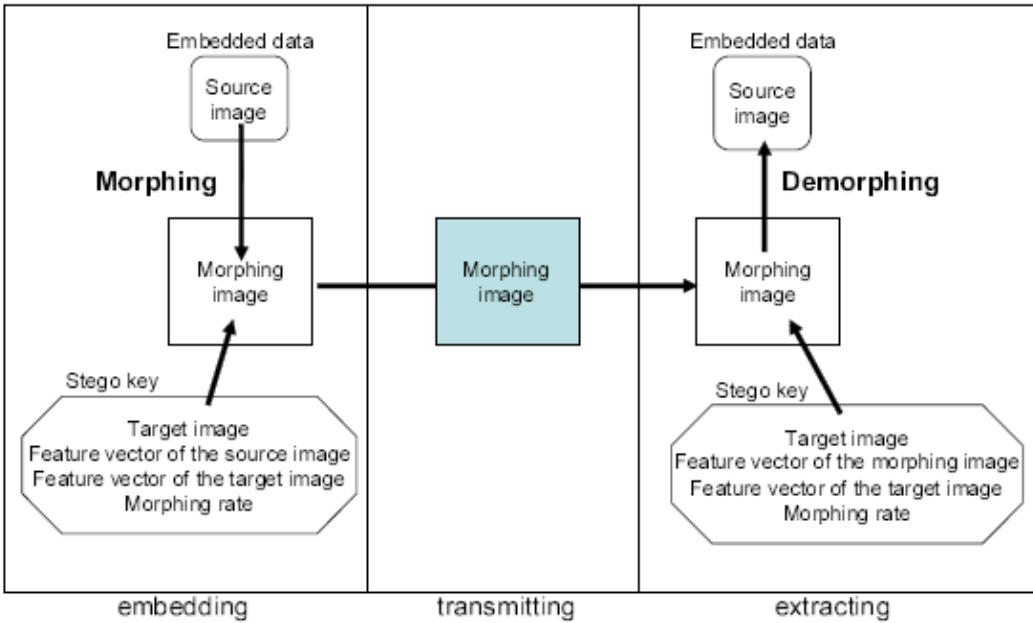 Embedded data
Source
image
Morphing
Morphing
image
Stego key
Target image
Feature vector of the source image
Feature vector of the target image
Morphing rate
embedding
Morphing
image
transmitting
Embedded data
Source
image
Demorphing
Morphing
image
Stego key
Target image
Feature vector of the morphing image
Feature vector of the target image
Morphing rate
extracting